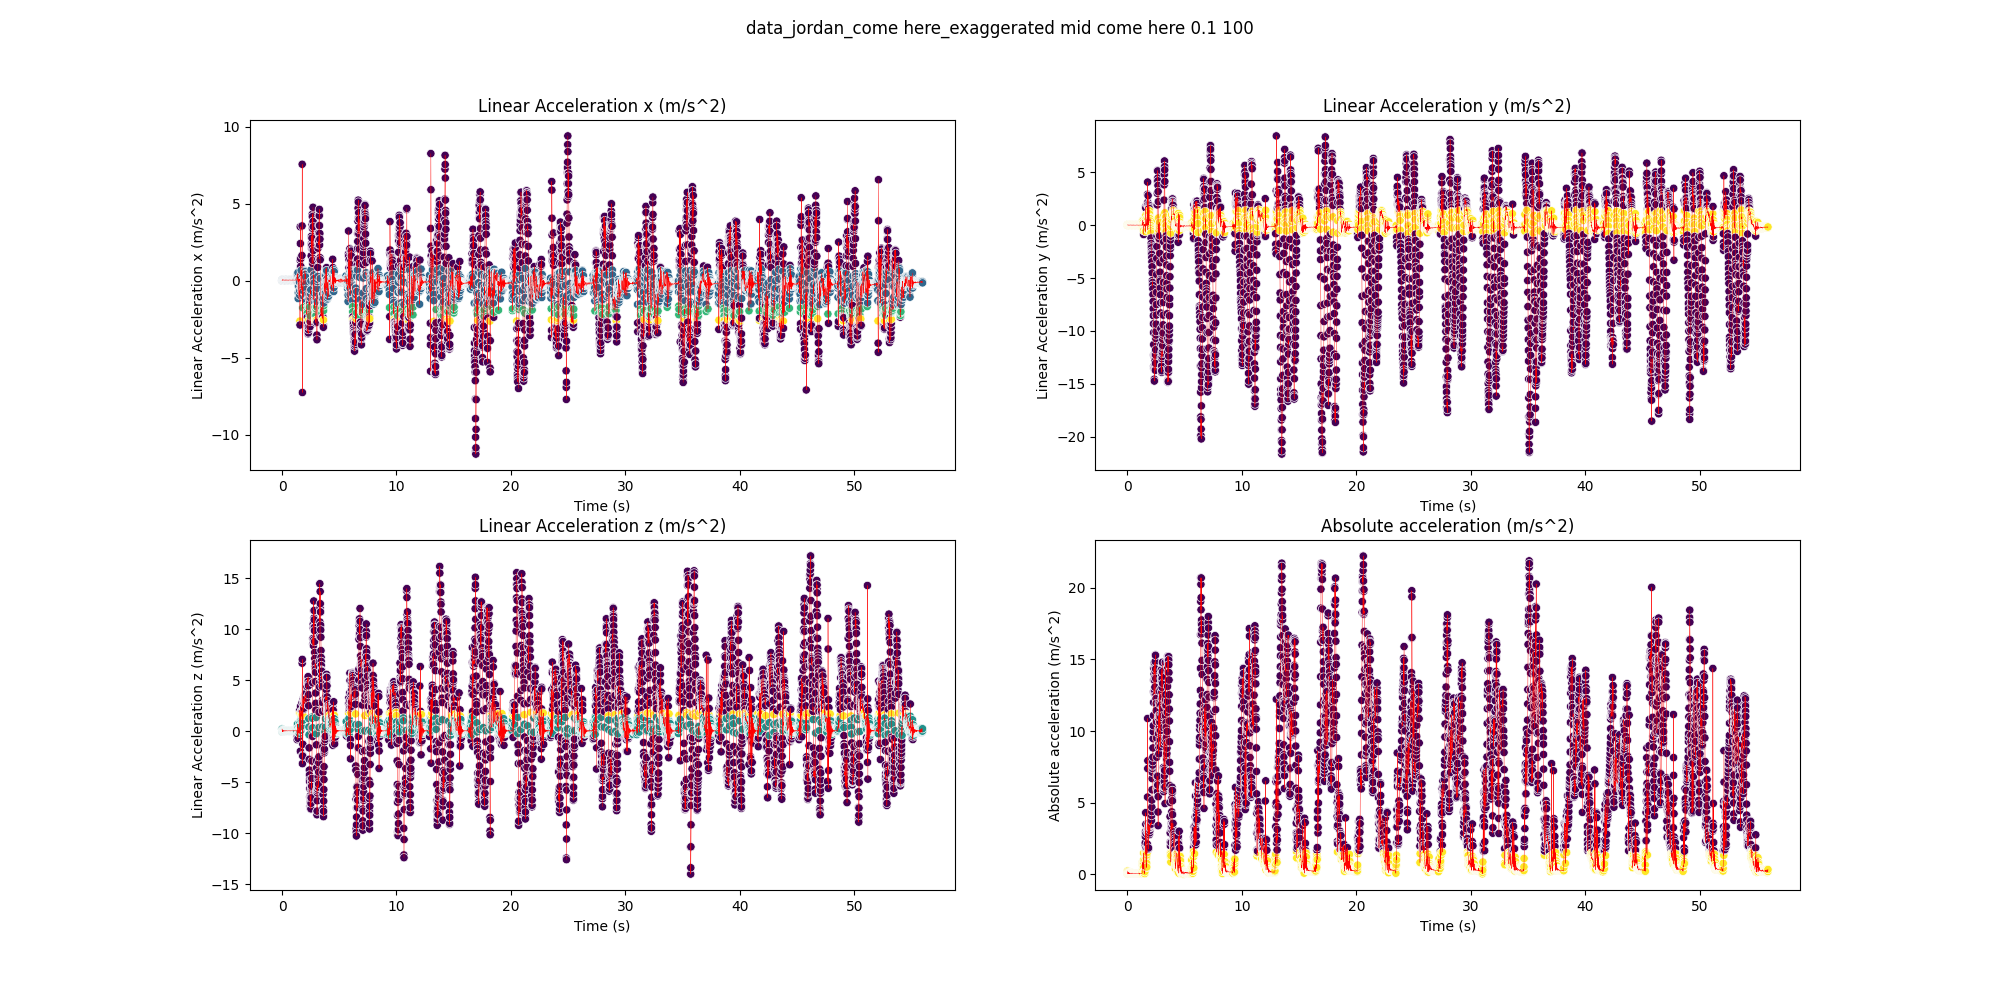 data_jordan_come here_exaggerated mid come here 0.1 100
Linear Acceleration x (m/s^2)
Linear Acceleration x (m/s^2)
10
5
0
−5
−10
0 10 20 30 40 50
Time (s)
Linear Acceleration y (m/s^2)
Linear Acceleration y (m/s^2)
5
0
−5
−10
−15
−20
0 10 20 30 40 50
Time (s)
Linear Acceleration z (m/s^2)
Linear Acceleration z (m/s^2)
15
10
5
0
−5
−10
−15
0 10 20 30 40 50
Time (s)
Absolute acceleration (m/s^2)
Absolute acceleration (m/s^2)
20
15
10
5
0
0 10 20 30 40 50
Time (s)